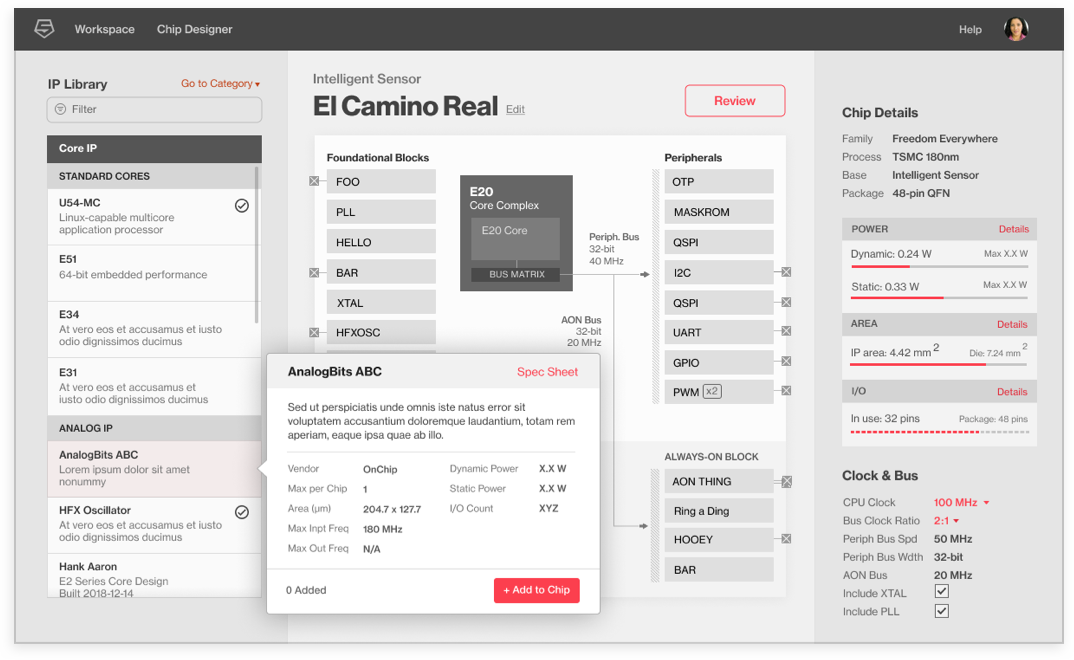 Workspace
Chip Designer
Help
IP Library
Go to Category
Filter
Core IP
STANDARD CORES
U54-MC
Linux-capable multicore
application processor
E51
64-bit embedded performance
E34
At vero eos et accusamus et iusto
odio dignissimos ducimus
E31
At vero eos et accusamus et
iusto odio dignissimos ducimus
ANALOG IP
AnalogBits ABC
Lorem ipsum dolor sit amet
nonummy
HFX Oscillator
At vero eos et accusamus et iusto
odio dignissimos ducimus
Hank Aaron
E2 Series Core Design
Built 2018-12-14
Intelligent Sensor
El Camino Real
Edit
Review
Foundational Blocks
FOO
PLL
HELLO
BAR
XTAL
HFXOSC
E20
Core Complex
E20 Core
BUS MATRIX
Periph. Bus
32-bit
40 MHz
AON Bus
32-bit
20 MHz
Peripherals
OTP
MASKROM
QSPI
I2C
QSPI
UART
GPIO
PWM x2
ALWAYS-ON BLOCK
AON THING
Ring a Ding
HOOEY
BAR
AnalogBits ABC
Spec Sheet
Sed ut perspiciatis unde omnis iste natus error sit
voluptatem accusantium doloremque laudantium, totam rem
aperiam, eaque ipsa quae ab illo.
Vendor OnChip
Max per Chip 1
Area (µm) 204.7 x 127.7
Max Inpt Freq 180 MHz
Max Out Freq N/A
Dynamic Power X.X W
Static Power X.X W
I/O Count XYZ
0 Added
+ Add to Chip
Chip Details
Family Freedom Everywhere
Process TSMC 180nm
Base Intelligent Sensor
Package 48-pin QFN
POWER Details
Dynamic: 0.24 W Max X.X W
Static: 0.33 W Max X.X W
AREA Details
IP area: 4.42 mm 2 Die: 7.24 mm 2
I/O Details
In use: 32 pins Package: 48 pins
Clock & Bus
CPU Clock 100 MHz
Bus Clock Ratio 2:1
Periph Bus Spd 50 MHz
Periph Bus Wdth 32-bit
AON Bus 20 MHz
Include XTAL
Include PLL